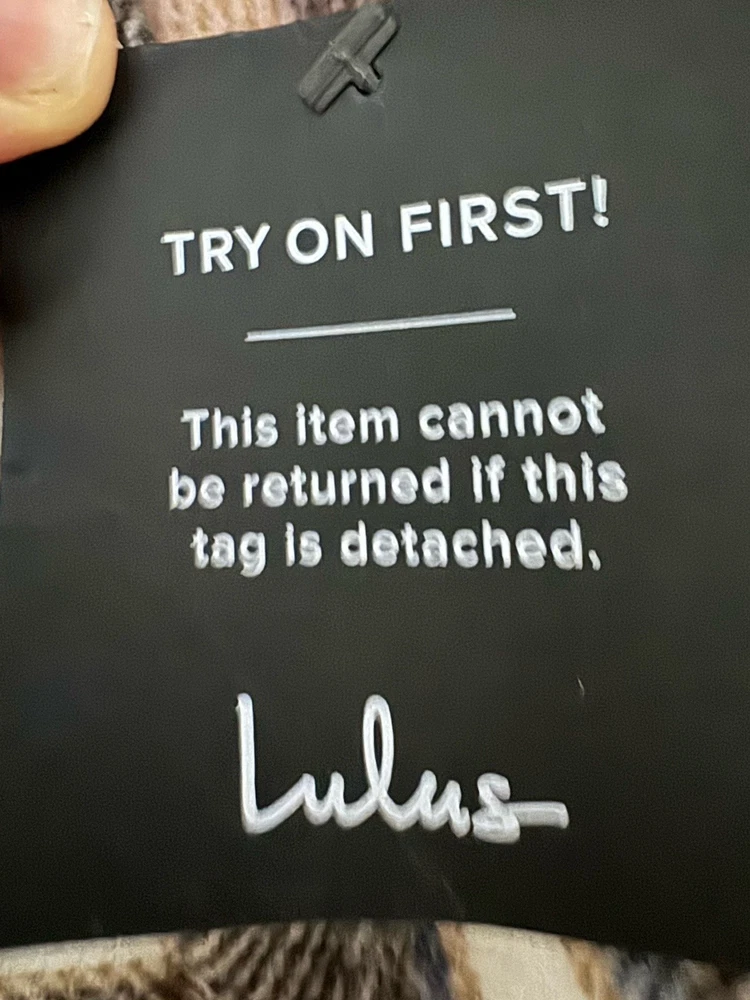 TRY ON FIRST!
This item cannot
be returned if this
tag is detached.
Lulus